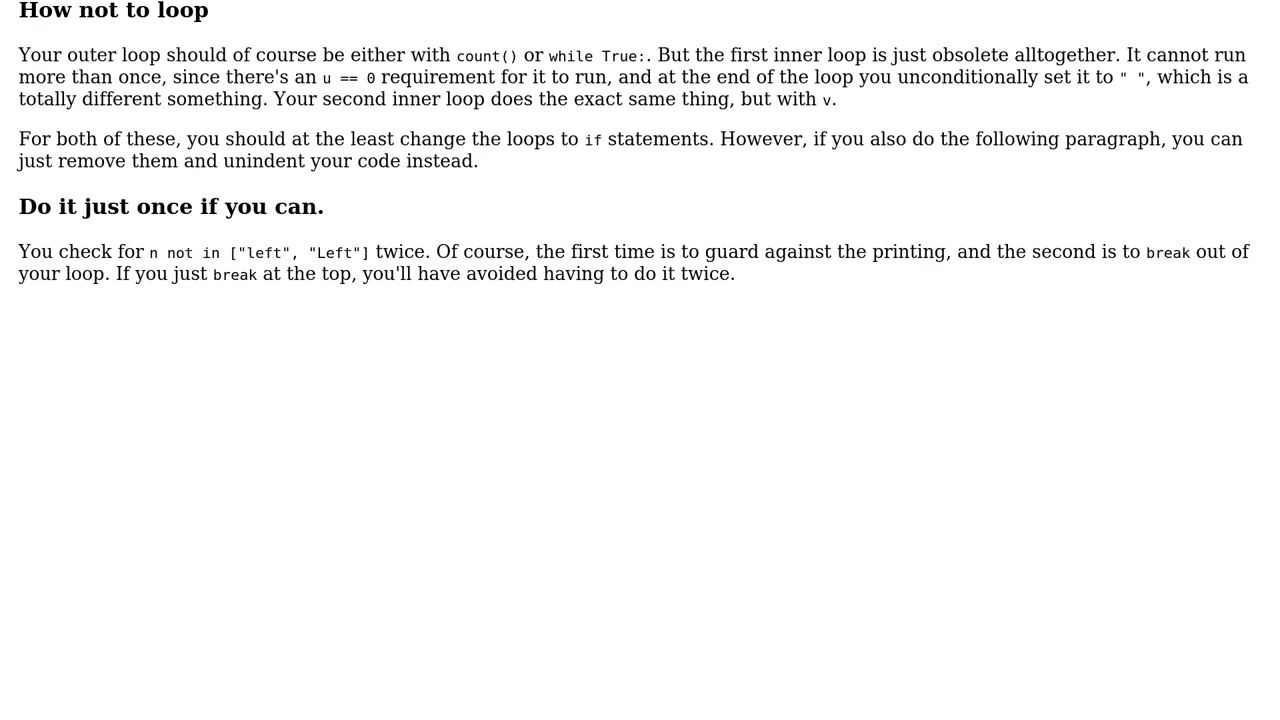 How not to loop
Your outer loop should of course be either with count() or while True:. But the first inner loop is just obsolete alltogether. It cannot run
more than once, since there's an u == 0 requirement for it to run, and at the end of the loop you unconditionally set it to " ", which is a
totally different something. Your second inner loop does the exact same thing, but with v.
For both of these, you should at the least change the loops to if statements. However, if you also do the following paragraph, you can
just remove them and unindent your code instead.
Do it just once if you can.
You check for n not in ["left", "Left"] twice. Of course, the first time is to guard against the printing, and the second is to break out of
your loop. If you just break at the top, you'll have avoided having to do it twice.